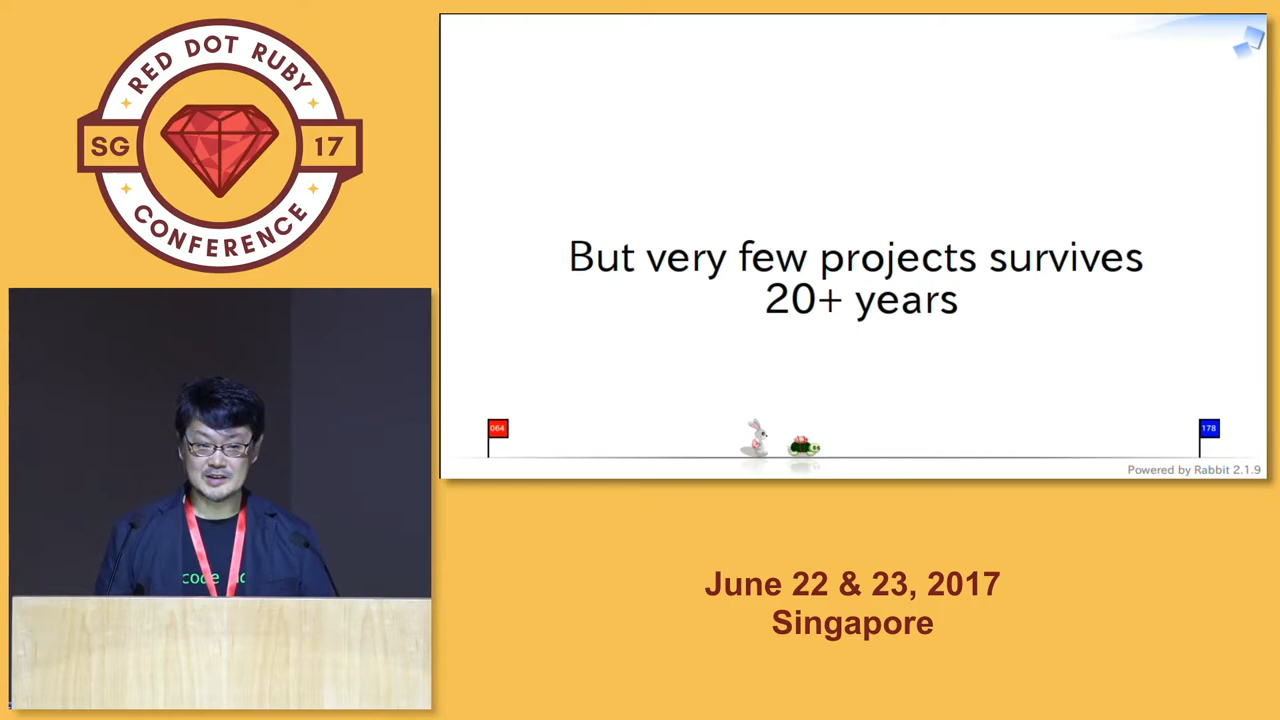 RED DOT RUBY
SG
17
CONFERENCE
But very few projects survives
20+ years
064
178
Powered by Rabbit 2.1.9
code
June 22 & 23, 2017
Singapore